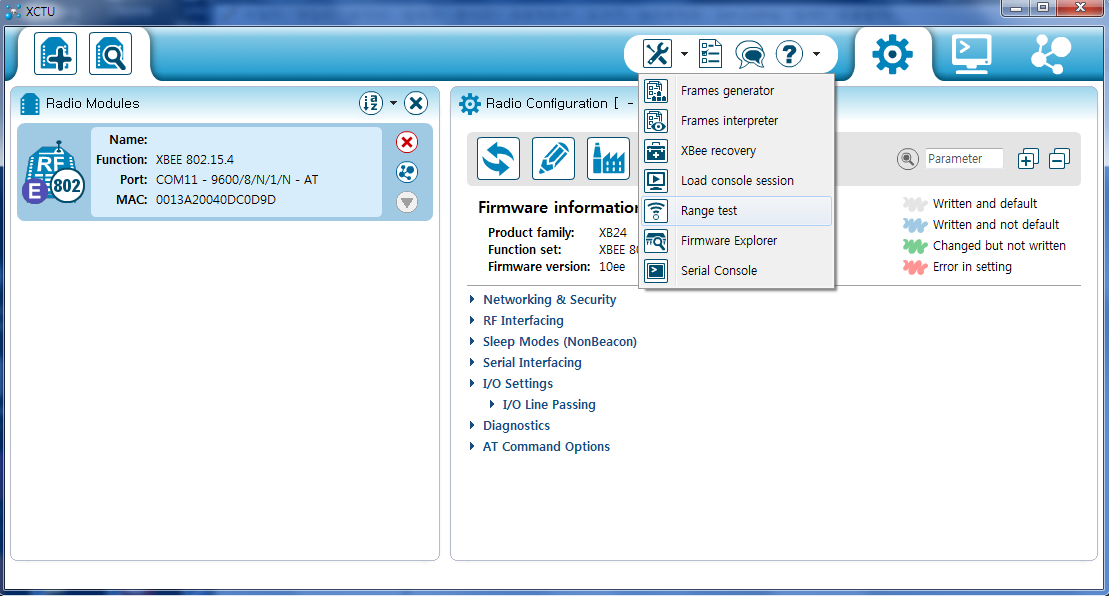 XCTU
Radio Modules
Radio Configuration [ -
Name:
Function: XBEE 802.15.4
Port: COM11 - 9600/8/N/1/N - AT
MAC: 0013A20040DC0D9D
RF
E
802
Frames generator
Frames interpreter
XBee recovery
Load console session
Range test
Firmware Explorer
Serial Console
Parameter
Firmware information
Product family: XB24
Function set: XBEE 80
Firmware version: 10ee
Written and default
Written and not default
Changed but not written
Error in setting
Networking & Security
RF Interfacing
Sleep Modes (NonBeacon)
Serial Interfacing
I/O Settings
I/O Line Passing
Diagnostics
AT Command Options